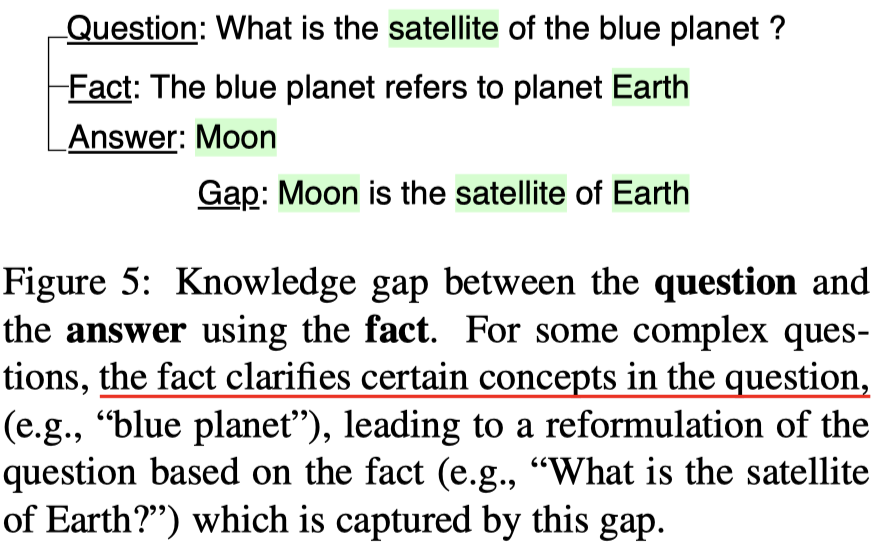 Question: What is the satellite of the blue planet ?
Fact: The blue planet refers to planet Earth
Answer: Moon
Gap: Moon is the satellite of Earth
Figure 5: Knowledge gap between the question and
the answer using the fact. For some complex ques-
tions, the fact clarifies certain concepts in the question,
(e.g., “blue planet”), leading to a reformulation of the
question based on the fact (e.g., “What is the satellite
of Earth?”) which is captured by this gap.